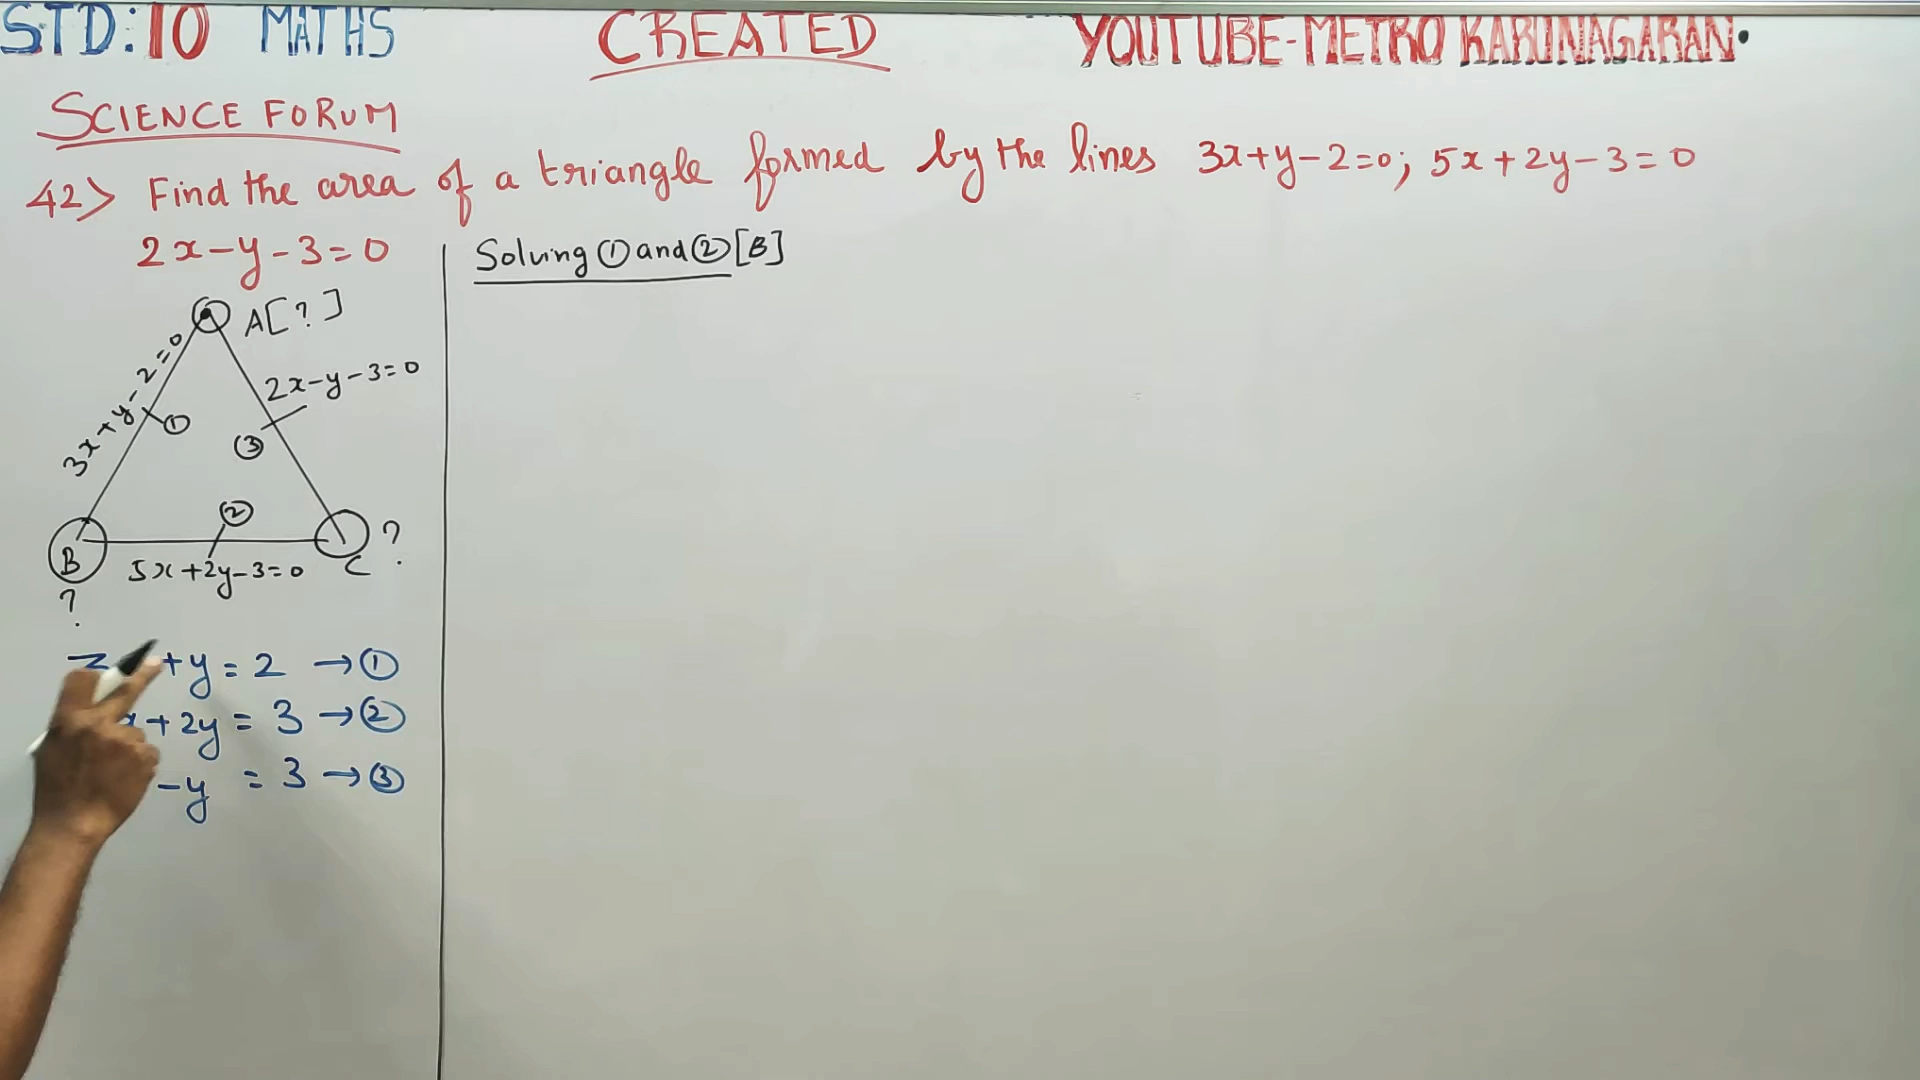 STD:10 MATHS CREATED YOUTUBE-METRO KARUNAGARAN.
SCIENCE FORUM
42> Find the area of a triangle formed by the lines 3x+y-2=0; 5x+2y-3=0
2x-y-3=0
Solving ① and ② [B]
A[?]
3x+y-2=0
①
2x-y-3=0
③
②
B
?
5x+2y-3=0
C
?
+y=2 →①
x+2y=3 →②
-y =3 →③